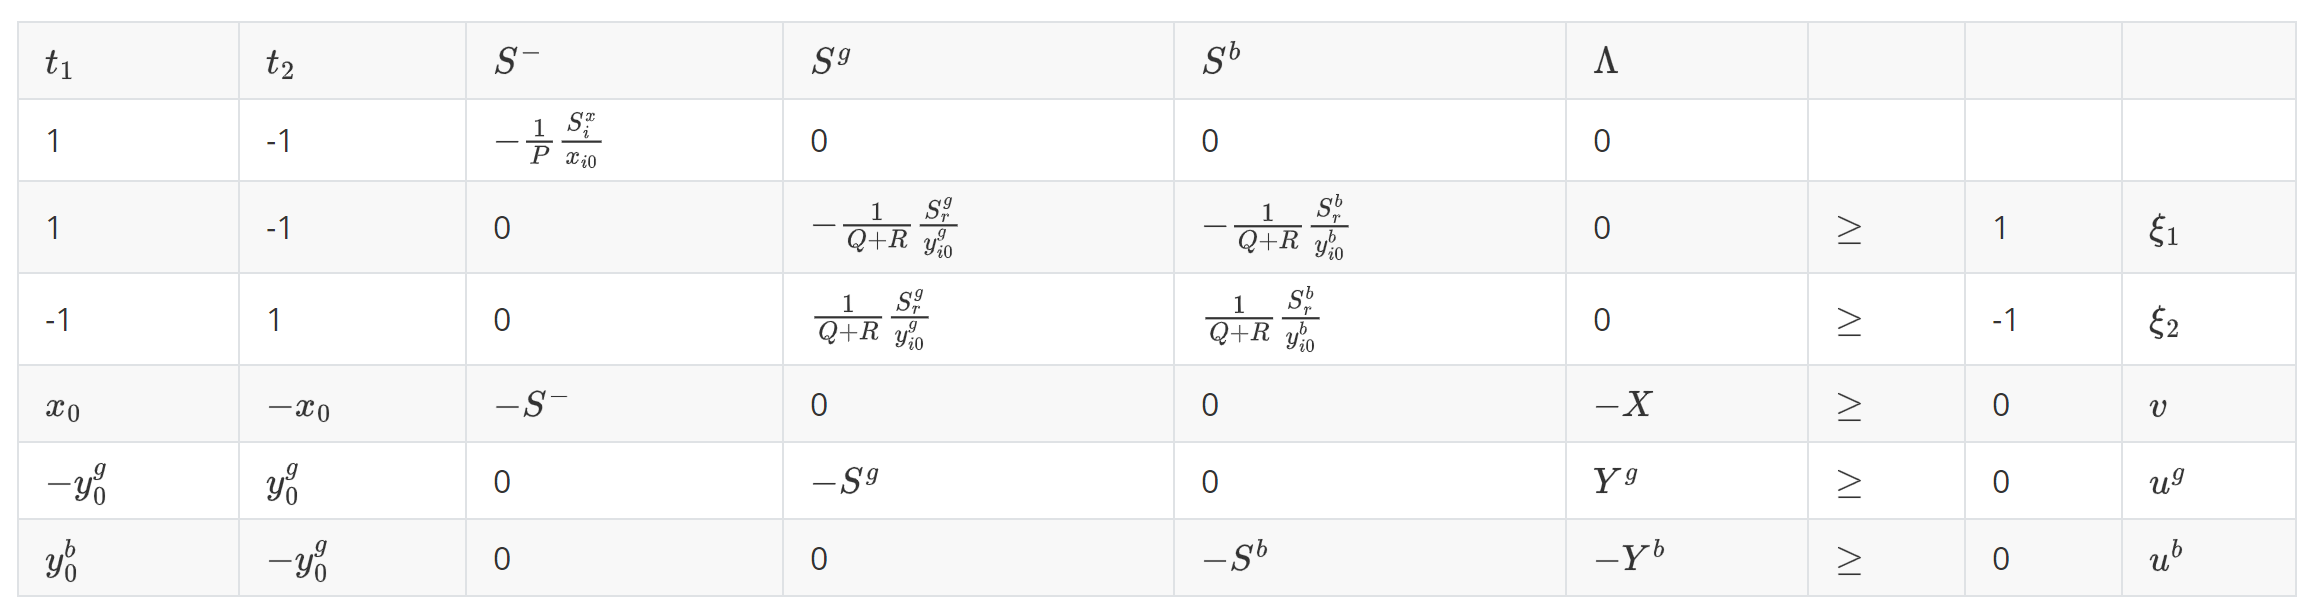 $t_1$ $t_2$ $S^-$ $S^g$ $S^b$ $\Lambda$
1 -1 $-\frac{1}{P}\frac{S_i^x}{x_{i0}}$ 0 0 0
1 -1 0 $-\frac{1}{Q+R}\frac{S_r^g}{y_{i0}^g}$ $-\frac{1}{Q+R}\frac{S_r^b}{y_{i0}^b}$ 0 $\geq$ 1 $\xi_1$
-1 1 0 $\frac{1}{Q+R}\frac{S_r^g}{y_{i0}^g}$ $\frac{1}{Q+R}\frac{S_r^b}{y_{i0}^b}$ 0 $\geq$ -1 $\xi_2$
$x_0$ $-x_0$ $-S^-$ 0 0 $-X$ $\geq$ 0 $v$
$-y_0^g$ $y_0^g$ 0 $-S^g$ 0 $Y^g$ $\geq$ 0 $u^g$
$y_0^b$ $-y_0^g$ 0 0 $-S^b$ $-Y^b$ $\geq$ 0 $u^b$